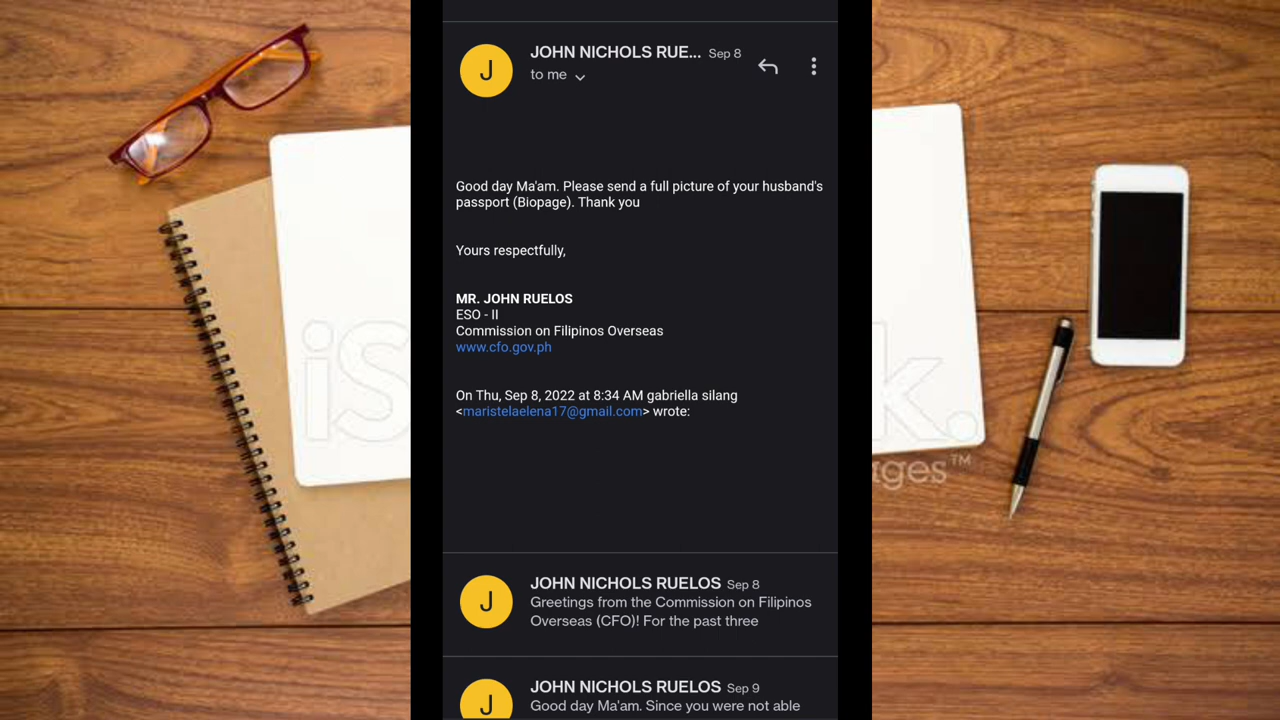 JOHN NICHOLS RUE... Sep 8
to me
J
Good day Ma'am. Please send a full picture of your husband's
passport (Biopage). Thank you
Yours respectfully,
MR. JOHN RUELOS
ESO - II
Commission on Filipinos Overseas
www.cfo.gov.ph
On Thu, Sep 8, 2022 at 8:34 AM gabriella silang
<maristelaelena17@gmail.com> wrote:
J
JOHN NICHOLS RUELOS Sep 8
Greetings from the Commission on Filipinos
Overseas (CFO)! For the past three
J
JOHN NICHOLS RUELOS Sep 9
Good day Ma'am. Since you were not able
iS
k.
ages™